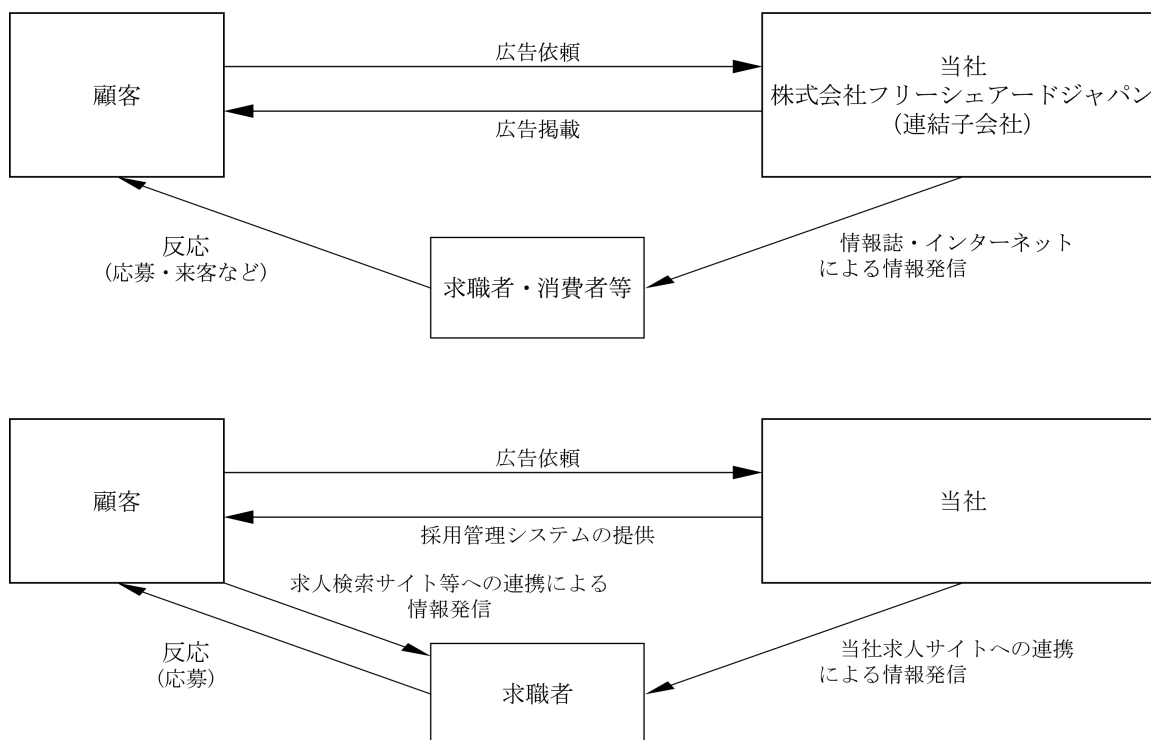 広告依頼
顧客
当社
株式会社フリーシェアードジャパン
(連結子会社)
広告掲載
反応
(応募・来客など)
情報誌・インターネット
による情報発信
求職者・消費者等
広告依頼
顧客
当社
採用管理システムの提供
求人検索サイト等への連携による
情報発信
反応
(応募)
当社求人サイトへの連携
による情報発信
求職者